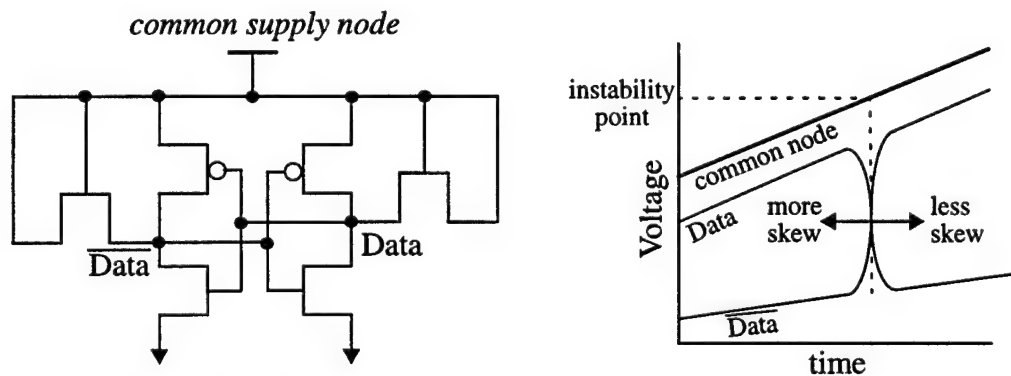 common supply node
Data
Data
instability
point
common node
Data
more
skew
less
skew
Data
Voltage
time